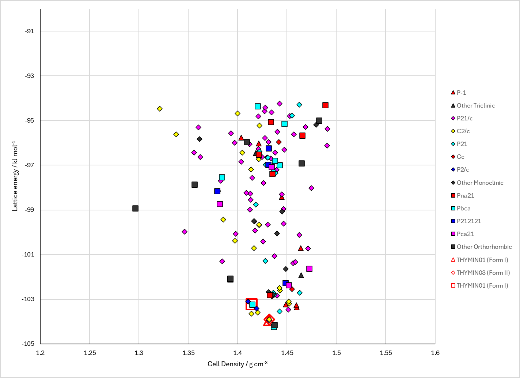 -91
-93
-95
-97
-99
-101
-103
-105
1.2
1.25
1.3
1.35
1.4
1.45
1.5
1.55
1.6
Lattice energy / kJ mol⁻¹
Cell Density / g cm⁻³
P-1
Other Triclinic
P21/c
C2/c
P21
Cc
P2/c
Other Monoclinic
Pna21
Pbca
P212121
Pca21
Other Orthorhombic
THYMIN01 (Form I)
THYMIN03 (Form II)
THYMIN01 (Form I)